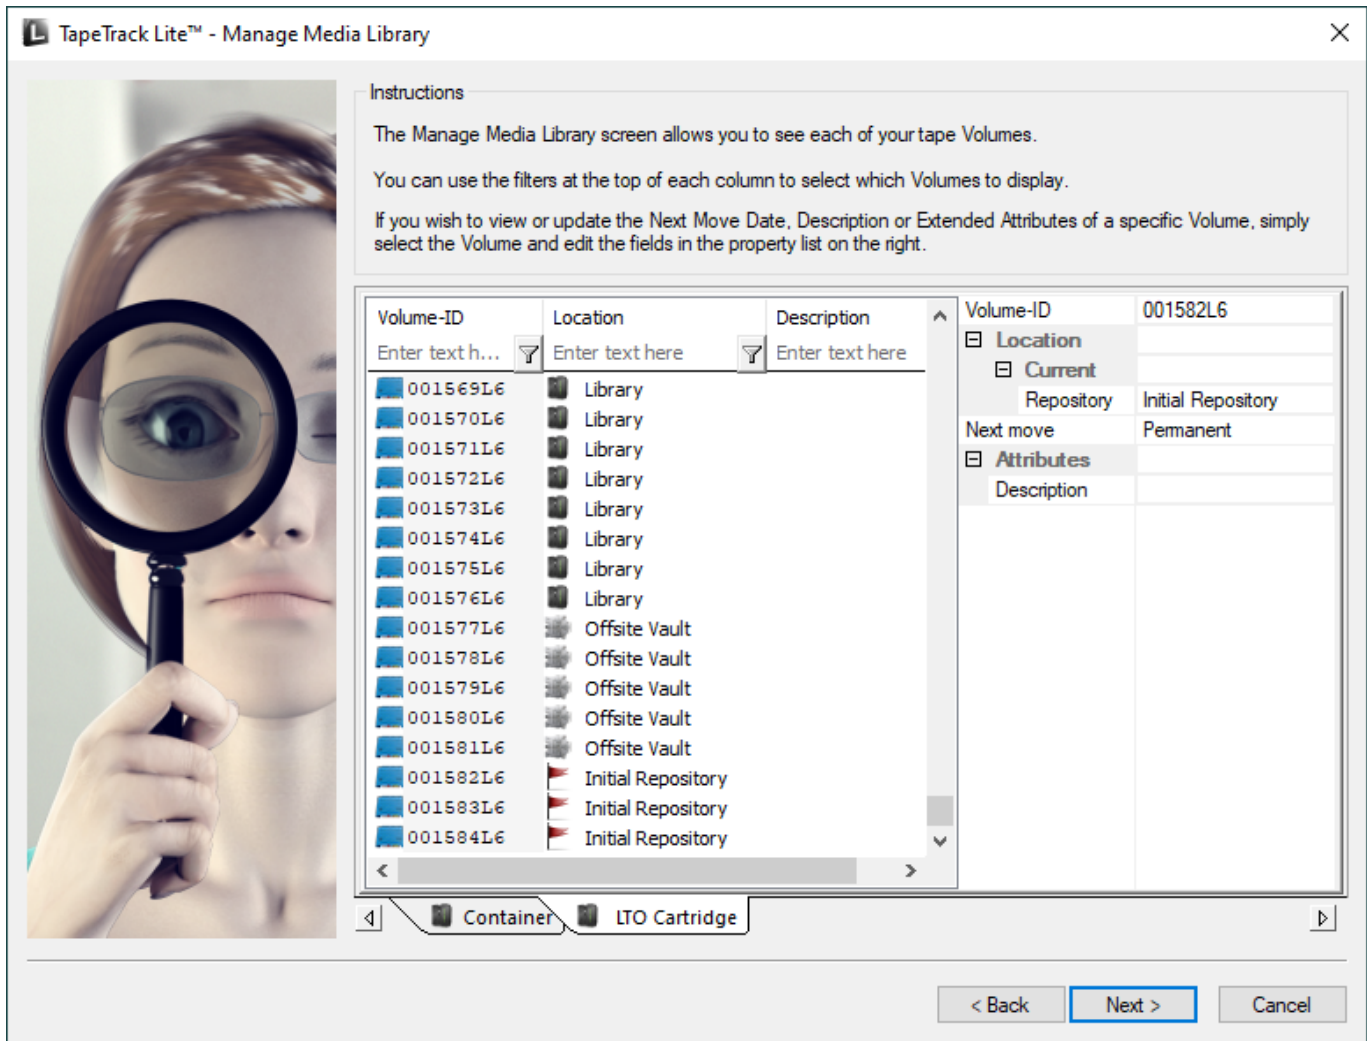 TapeTrack Lite™ - Manage Media Library
Instructions
The Manage Media Library screen allows you to see each of your tape Volumes.
You can use the filters at the top of each column to select which Volumes to display.
If you wish to view or update the Next Move Date, Description or Extended Attributes of a specific Volume, simply
select the Volume and edit the fields in the property list on the right.
Volume-ID Location Description
Enter text h... Enter text here Enter text here
001569L6 Library
001570L6 Library
001571L6 Library
001572L6 Library
001573L6 Library
001574L6 Library
001575L6 Library
001576L6 Library
001577L6 Offsite Vault
001578L6 Offsite Vault
001579L6 Offsite Vault
001580L6 Offsite Vault
001581L6 Offsite Vault
001582L6 Initial Repository
001583L6 Initial Repository
001584L6 Initial Repository
Volume-ID 001582L6
Location
Current
Repository Initial Repository
Next move Permanent
Attributes
Description
Container LTO Cartridge
< Back Next > Cancel